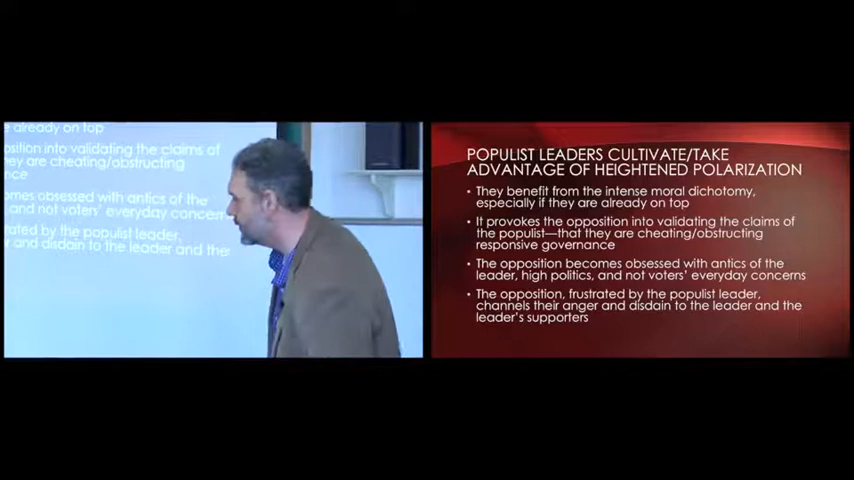 e already on top
position into validating the claims of
hey are cheating/obstructing
nce
omes obsessed with antics of the
and not voters' everyday concern
trated by the populist leader,
r and disdain to the leader and the
POPULIST LEADERS CULTIVATE/TAKE
ADVANTAGE OF HEIGHTENED POLARIZATION
• They benefit from the intense moral dichotomy,
especially if they are already on top
• It provokes the opposition into validating the claims of
the populist—that they are cheating/obstructing
responsive governance
• The opposition becomes obsessed with antics of the
leader, high politics, and not voters' everyday concerns
• The opposition, frustrated by the populist leader,
channels their anger and disdain to the leader and the
leader's supporters